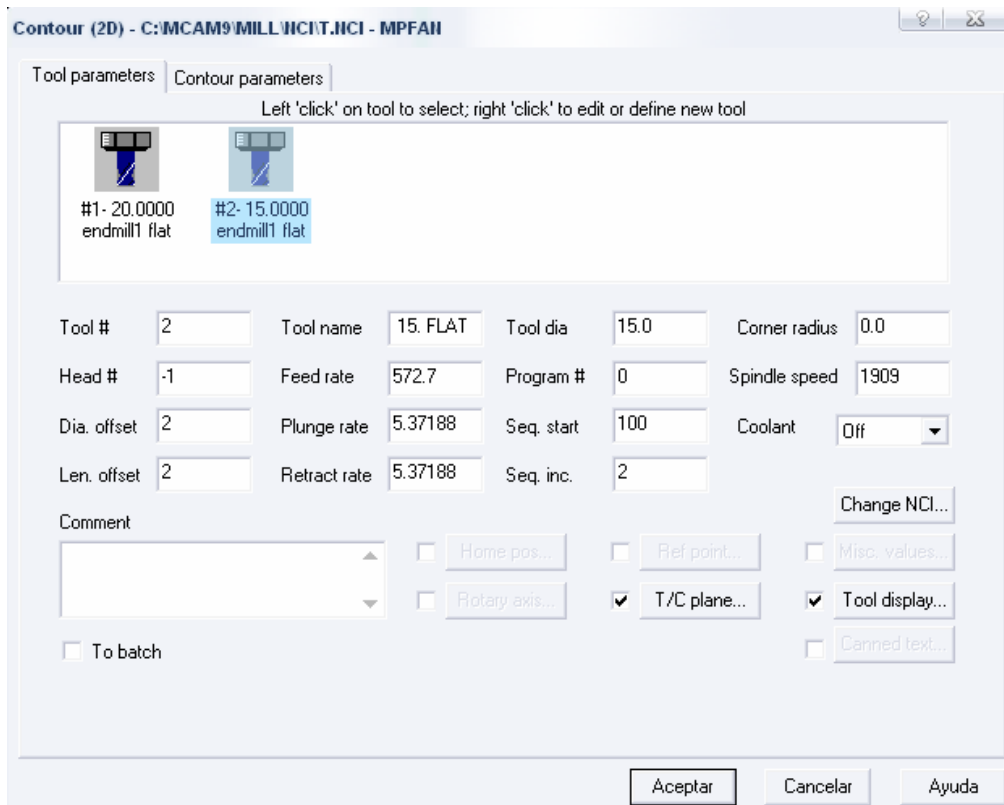 Contour (2D) - C:\MCAM9\MILL\NCI\T.NCI - MPFAN
Tool parameters Contour parameters
Left 'click' on tool to select; right 'click' to edit or define new tool
#1- 20.0000 #2- 15.0000
endmill1 flat endmill1 flat
Tool # 2 Tool name 15. FLAT Tool dia 15.0 Corner radius 0.0
Head # -1 Feed rate 572.7 Program # 0 Spindle speed 1909
Dia. offset 2 Plunge rate 5.37188 Seq. start 100 Coolant Off
Len. offset 2 Retract rate 5.37188 Seq. inc. 2
Change NCI...
Comment
Home pos... Ref point... Misc. values...
Rotary axis... T/C plane... Tool display...
To batch Canned text...
Aceptar Cancelar Ayuda